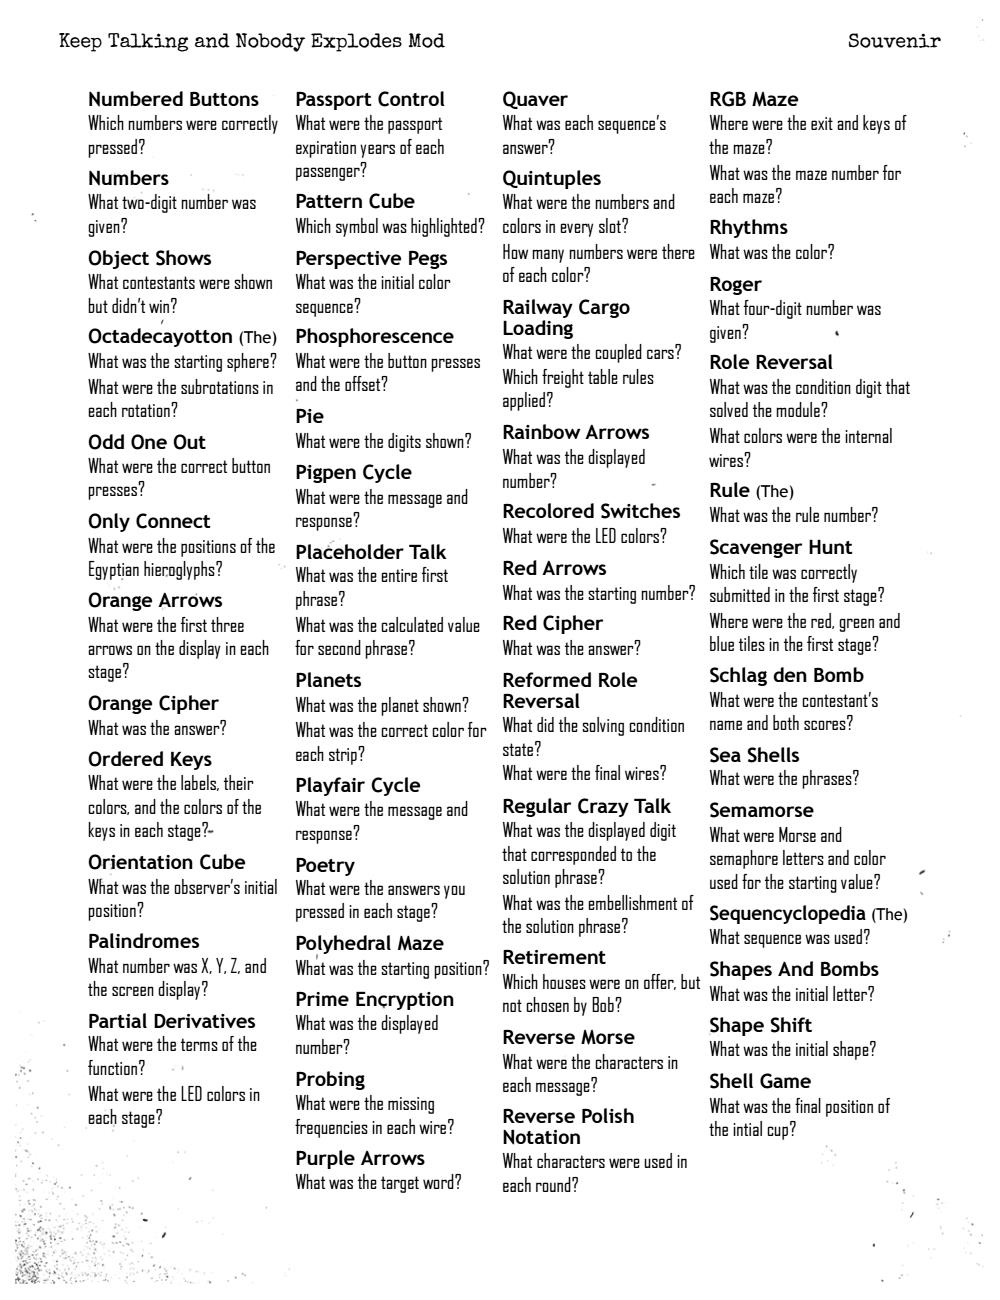 Keep Talking and Nobody Explodes Mod
Souvenir
Numbered Buttons
Which numbers were correctly
pressed?
Numbers
What two-digit number was
given?
Object Shows
What contestants were shown
but didn't win?
Octadecayotton (The)
What was the starting sphere?
What were the subrotations in
each rotation?
Odd One Out
What were the correct button
presses?
Only Connect
What were the positions of the
Egyptian hieroglyphs?
Orange Arrows
What were the first three
arrows on the display in each
stage?
Orange Cipher
What was the answer?
Ordered Keys
What were the labels, their
colors, and the colors of the
keys in each stage?
Orientation Cube
What was the observer's initial
position?
Palindromes
What number was X, Y, Z, and
the screen display?
Partial Derivatives
What were the terms of the
function?
What were the LED colors in
each stage?
Passport Control
What were the passport
expiration years of each
passenger?
Pattern Cube
Which symbol was highlighted?
Perspective Pegs
What was the initial color
sequence?
Phosphorescence
What were the button presses
and the offset?
Pie
What were the digits shown?
Pigpen Cycle
What were the message and
response?
Placeholder Talk
What was the entire first
phrase?
What was the calculated value
for second phrase?
Planets
What was the planet shown?
What was the correct color for
each strip?
Playfair Cycle
What were the message and
response?
Poetry
What were the answers you
pressed in each stage?
Polyhedral Maze
What was the starting position?
Prime Encryption
What was the displayed
number?
Probing
What were the missing
frequencies in each wire?
Purple Arrows
What was the target word?
Quaver
What was each sequence's
answer?
Quintuples
What were the numbers and
colors in every slot?
How many numbers were there
of each color?
Railway Cargo
Loading
What were the coupled cars?
Which freight table rules
applied?
Rainbow Arrows
What was the displayed
number?
Recolored Switches
What were the LED colors?
Red Arrows
What was the starting number?
Red Cipher
What was the answer?
Reformed Role
Reversal
What did the solving condition
state?
What were the final wires?
Regular Crazy Talk
What was the displayed digit
that corresponded to the
solution phrase?
What was the embellishment of
the solution phrase?
Retirement
Which houses were on offer, but
not chosen by Bob?
Reverse Morse
What were the characters in
each message?
Reverse Polish
Notation
What characters were used in
each round?
RGB Maze
Where were the exit and keys of
the maze?
What was the maze number for
each maze?
Rhythms
What was the color?
Roger
What four-digit number was
given?
Role Reversal
What was the condition digit that
solved the module?
What colors were the internal
wires?
Rule (The)
What was the rule number?
Scavenger Hunt
Which tile was correctly
submitted in the first stage?
Where were the red, green and
blue tiles in the first stage?
Schlag den Bomb
What were the contestant's
name and both scores?
Sea Shells
What were the phrases?
Semamorse
What were Morse and
semaphore letters and color
used for the starting value?
Sequencyclopedia (The)
What sequence was used?
Shapes And Bombs
What was the initial letter?
Shape Shift
What was the initial shape?
Shell Game
What was the final position of
the intial cup?